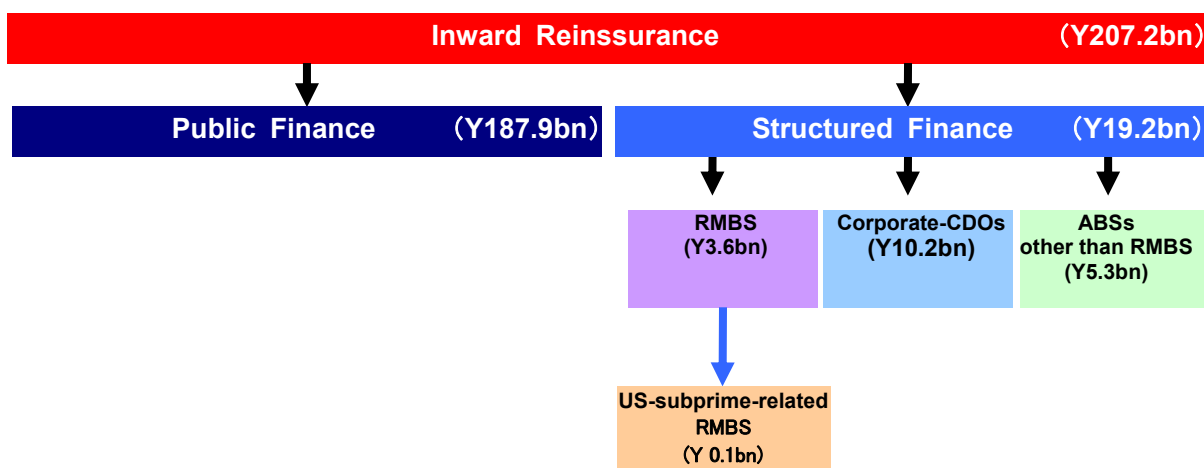 Inward Reinssurance (Y207.2bn)
Public Finance (Y187.9bn)
Structured Finance (Y19.2bn)
RMBS
(Y3.6bn)
Corporate-CDOs
(Y10.2bn)
ABSs
other than RMBS
(Y5.3bn)
US-subprime-related
RMBS
(Y 0.1bn)